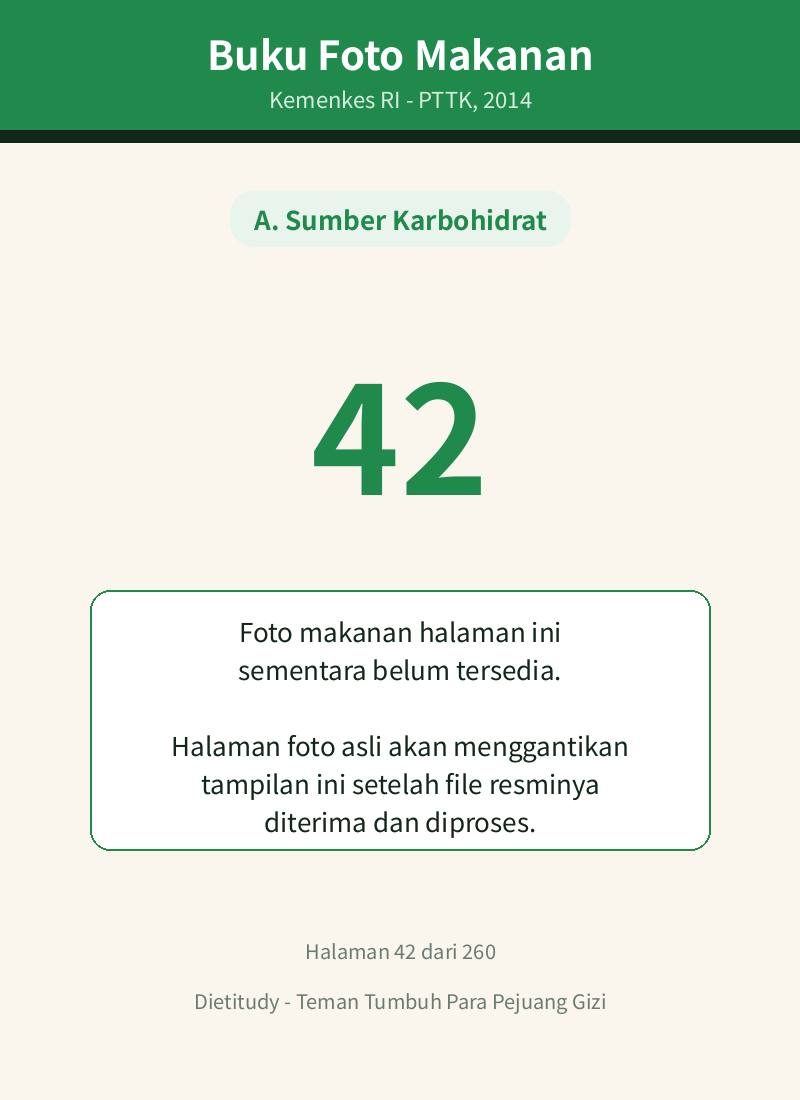 Buku Foto Makanan
Kemenkes RI - PTTK, 2014
A. Sumber Karbohidrat
42
Foto makanan halaman ini
sementara belum tersedia.
Halaman foto asli akan menggantikan
tampilan ini setelah file resminya
diterima dan diproses.
Halaman 42 dari 260
Dietitudy - Teman Tumbuh Para Pejuang Gizi